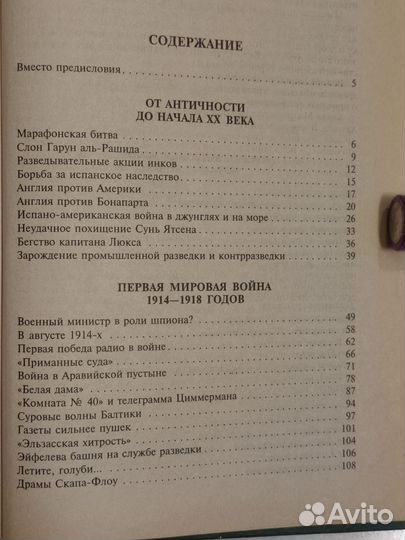 СОДЕРЖАНИЕ
Вместо предисловия 5
ОТ АНТИЧНОСТИ
ДО НАЧАЛА XX ВЕКА
Марафонская битва 6
Слон Гарун аль-Рашида 9
Разведывательные акции инков 12
Борьба за испанское наследство 15
Англия против Америки 17
Англия против Бонапарта 20
Испано-американская война в джунглях и на море 26
Неудачное похищение Сунь Ятсена 33
Бегство капитана Люкса 36
Зарождение промышленной разведки и контрразведки 39
ПЕРВАЯ МИРОВАЯ ВОЙНА
1914—1918 ГОДОВ
Военный министр в роли шпиона? 49
В августе 1914-х 58
Первая победа радио в войне 62
«Приманные суда» 66
Война в Аравийской пустыне 71
«Белая дама» 78
«Комната № 40» и телеграмма Циммермана 87
Суровые волны Балтики 94
Газеты сильнее пушек 97
«Эльзасская хитрость» 101
Эйфелева башня на службе разведки 104
Летите, голуби... 106
Драмы Скапа-Флоу 108
Avito